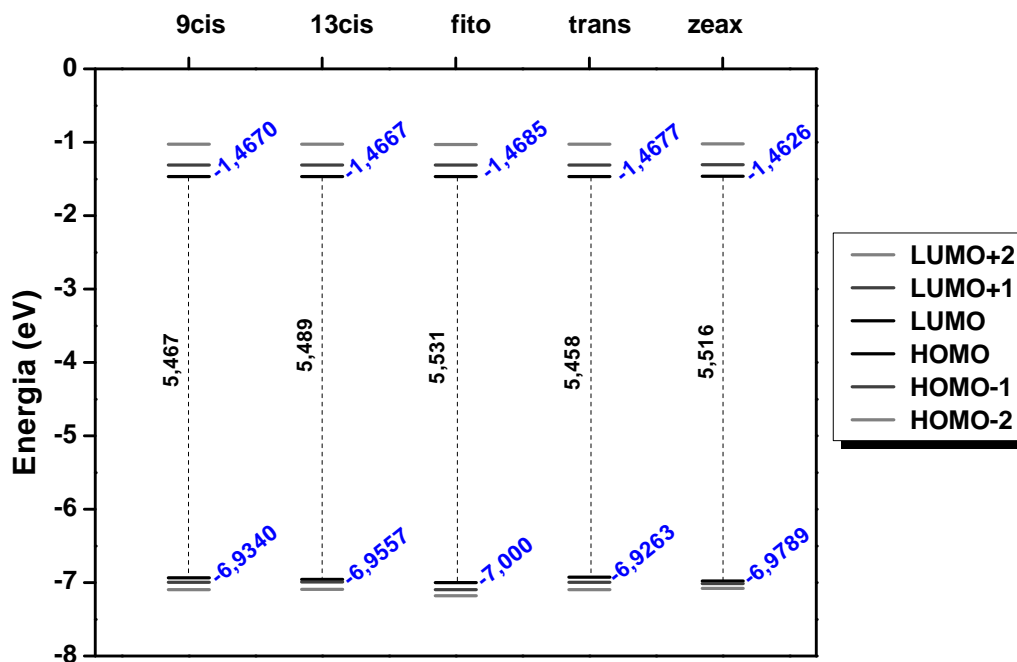 9cis 13cis fito trans zeax
0
-1
-2
-3
-4
-5
-6
-7
-8
Energia (eV)
-1,4670 -1,4667 -1,4685 -1,4677 -1,4626
5,467 5,489 5,531 5,458 5,516
-6,9340 -6,9557 -7,000 -6,9263 -6,9789
LUMO+2
LUMO+1
LUMO
HOMO
HOMO-1
HOMO-2